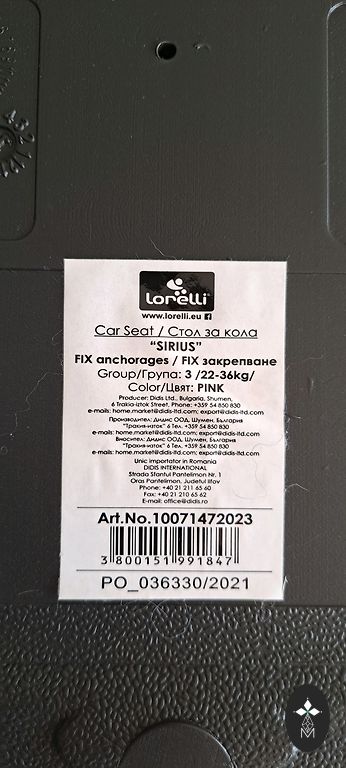 lorelli
www.lorelli.eu
Car Seat / Стол за кола
"SIRIUS"
FIX anchorages / FIX закрепване
Group/Група: 3 /22-36kg/
Color/Цвят: PINK
Producer: Didis Ltd., Bulgaria, Shumen,
6 Trakia-iztok Street, Phone: +359 54 850 830
e-mails: home.market@didis-ltd.com; export@didis-ltd.com
Производител: Дидис ООД, Шумен, България
"Тракия-изток" 6 Тел. +359 54 850 830
e-mails: home.market@didis-ltd.com; export@didis-ltd.com
Вносител: Дидис ООД, Шумен, България
"Тракия-изток" 6 Тел. +359 54 850 830
e-mails: home.market@didis-ltd.com; export@didis-ltd.com
Unic importator in Romania
DIDIS INTERNATIONAL
Strada Sfantul Pantelimon Nr. 1
Oras Pantelimon, Judetul Ilfov
Phone: +40 21 211 65 60
Fax: +40 21 210 65 62
E-mail: office@didis.ro
Art.No.10071472023
3 800151 991847
PO_036330/2021